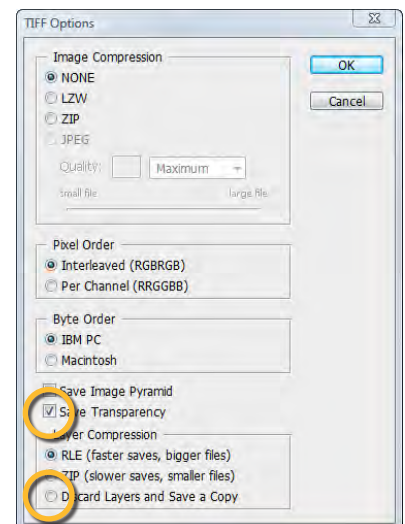 TIFF Options
Image Compression
NONE
LZW
ZIP
JPEG
Quality:
Maximum
small file
large file
OK
Cancel
Pixel Order
Interleaved (RGBRGB)
Per Channel (RRGGBB)
Byte Order
IBM PC
Macintosh
Save Image Pyramid
Save Transparency
Layer Compression
RLE (faster saves, bigger files)
ZIP (slower saves, smaller files)
Discard Layers and Save a Copy